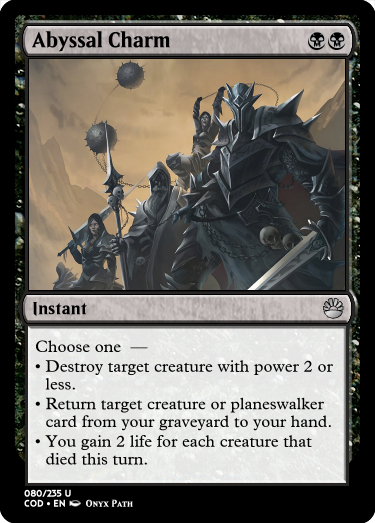 Abyssal Charm
Instant
Choose one —
• Destroy target creature with power 2 or
less.
• Return target creature or planeswalker
card from your graveyard to your hand.
• You gain 2 life for each creature that
died this turn.
080/235 U
COD • EN Onyx Path